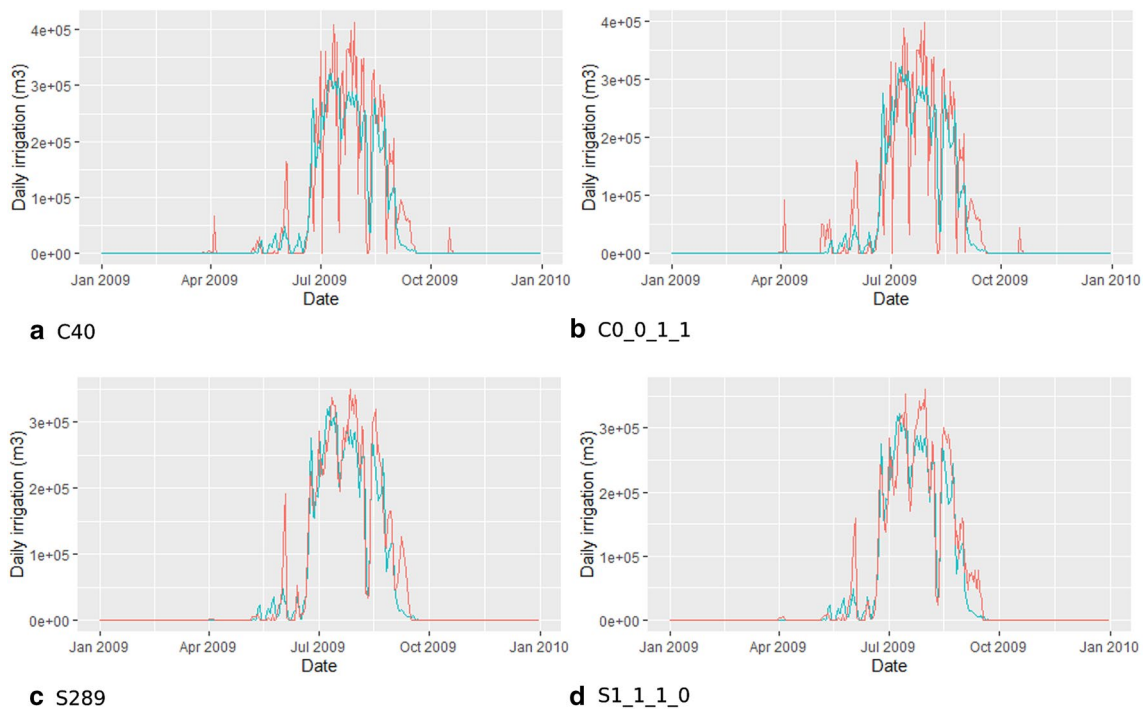 Daily irrigation (m3)
4e+05
3e+05
2e+05
1e+05
0e+00
Jan 2009 Apr 2009 Jul 2009 Oct 2009 Jan 2010
Date
a C40
Daily irrigation (m3)
4e+05
3e+05
2e+05
1e+05
0e+00
Jan 2009 Apr 2009 Jul 2009 Oct 2009 Jan 2010
Date
b C0_0_1_1
Daily irrigation (m3)
3e+05
2e+05
1e+05
0e+00
Jan 2009 Apr 2009 Jul 2009 Oct 2009 Jan 2010
Date
c S289
Daily irrigation (m3)
3e+05
2e+05
1e+05
0e+00
Jan 2009 Apr 2009 Jul 2009 Oct 2009 Jan 2010
Date
d S1_1_1_0